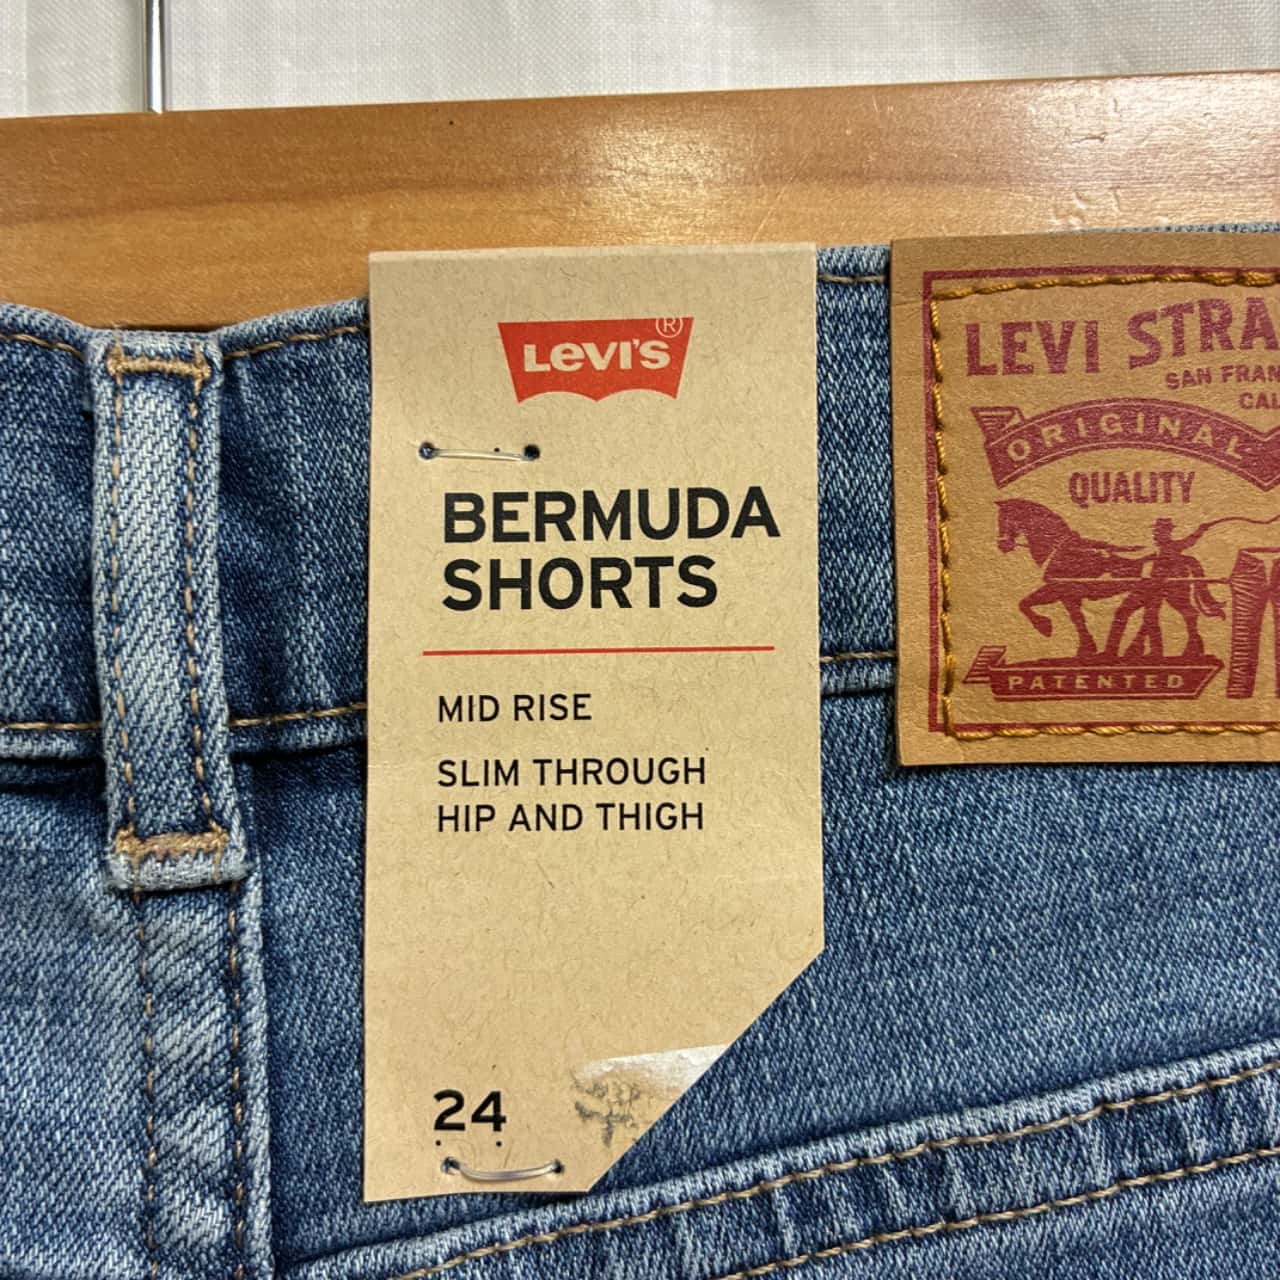 LEVI'S®
BERMUDA
SHORTS
MID RISE
SLIM THROUGH
HIP AND THIGH
24
LEVI STRA
SAN FRAN
CAL
ORIGINAL
QUALITY
PATENTED